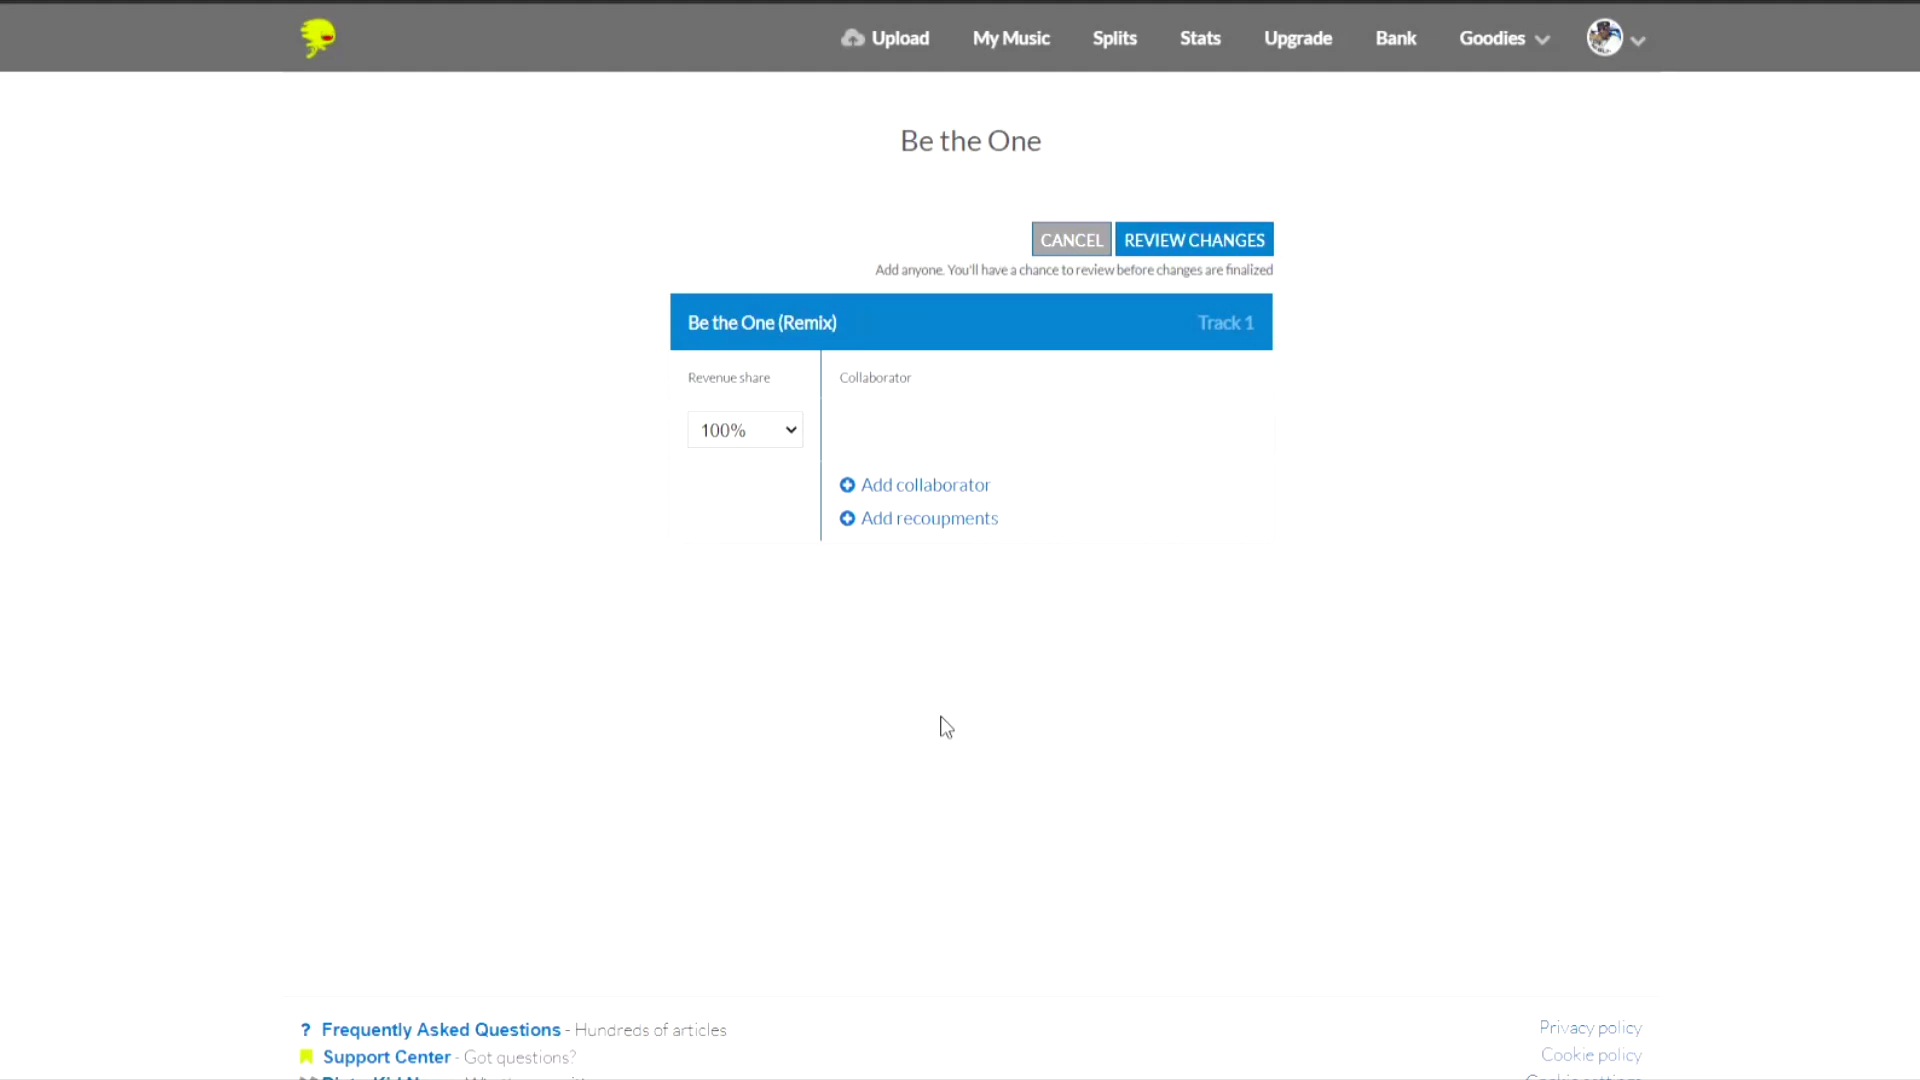 Upload My Music Splits Stats Upgrade Bank Goodies
Be the One
CANCEL REVIEW CHANGES
Add anyone. You'll have a chance to review before changes are finalized
Be the One (Remix) Track 1
Revenue share Collaborator
100%
Add collaborator
Add recoupments
? Frequently Asked Questions - Hundreds of articles
Privacy policy
Support Center - Got questions?
Cookie policy